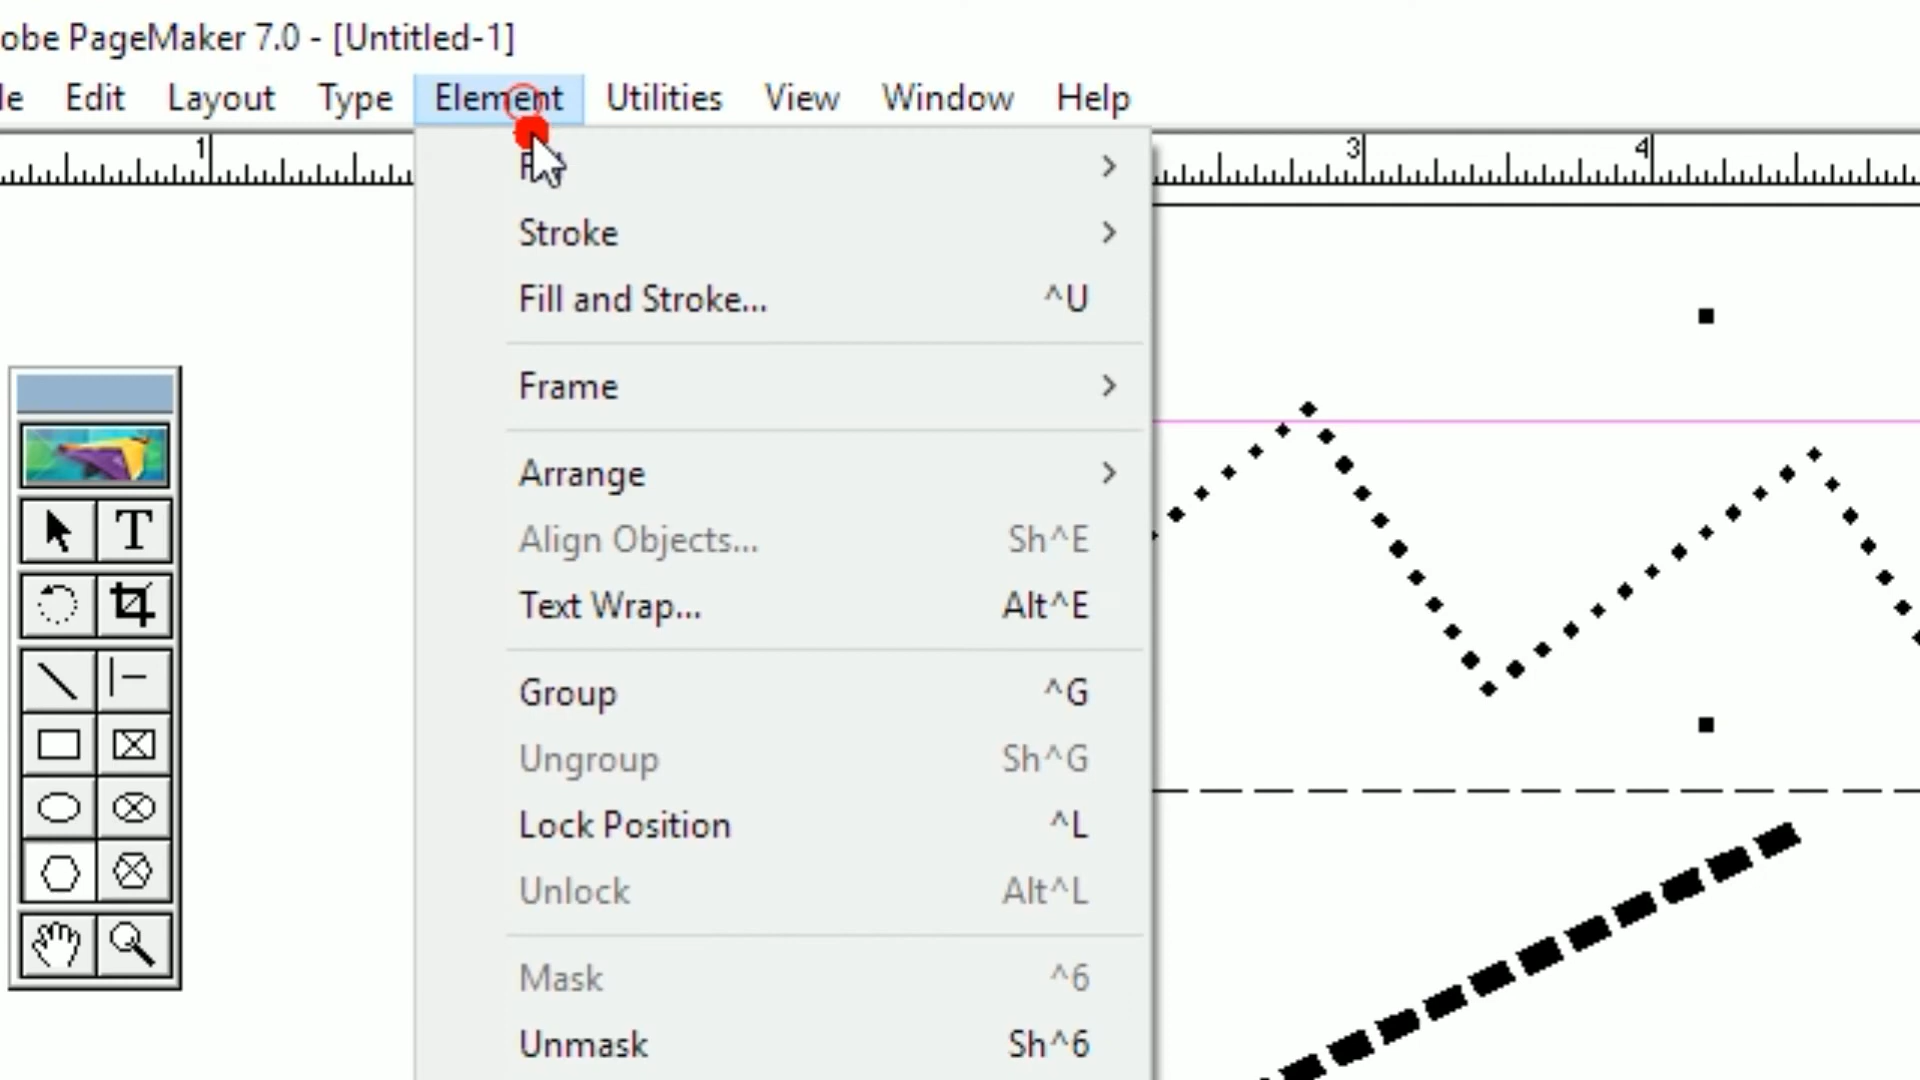 obe PageMaker 7.0 - [Untitled-1]
le Edit Layout Type Element Utilities View Window Help
1 3 4
Stroke
Fill and Stroke... ^U
Frame
Arrange
Align Objects... Sh^E
Text Wrap... Alt^E
Group ^G
Ungroup Sh^G
Lock Position ^L
Unlock Alt^L
Mask ^6
Unmask Sh^6
T